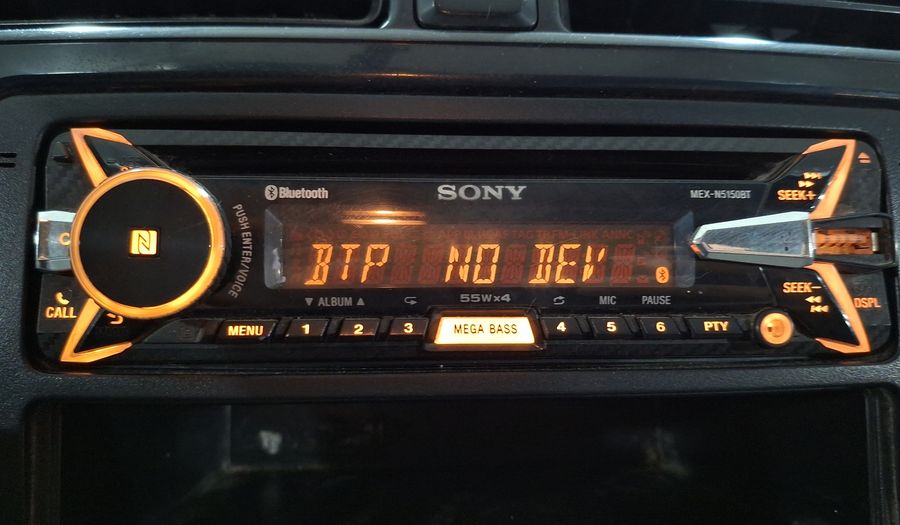 Bluetooth
SONY
MEX-N5150BT
SEEK+
PUSH ENTER/VOICE
BTP NO DEV
CALL
ALBUM
55W×4
MIC
PAUSE
SEEK−
DSPL
MENU
1
2
3
MEGA BASS
4
5
6
PTY